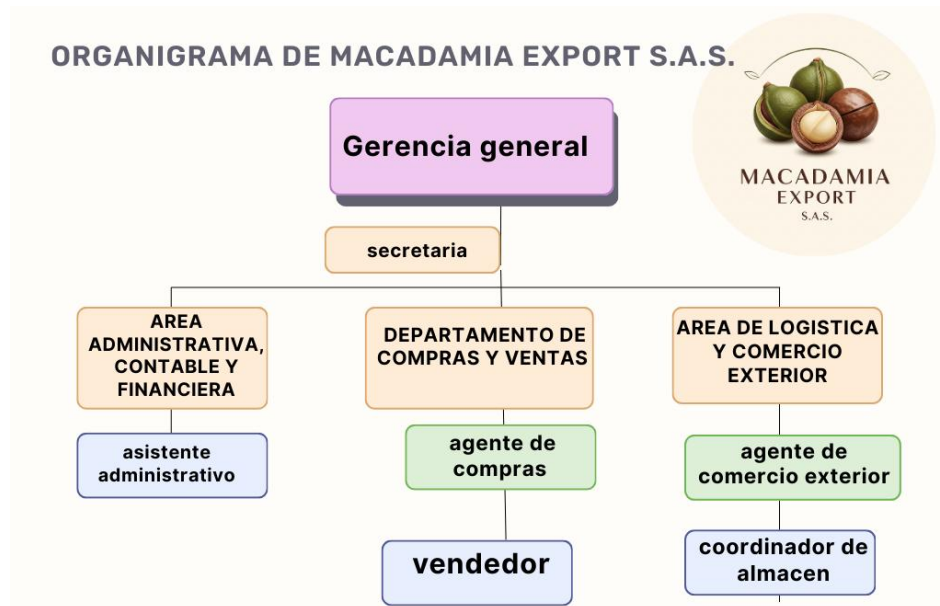 ORGANIGRAMA DE MACADAMIA EXPORT S.A.S.
MACADAMIA
EXPORT
S.A.S.
Gerencia general
secretaria
AREA
ADMINISTRATIVA,
CONTABLE Y
FINANCIERA
asistente
administrativo
DEPARTAMENTO DE
COMPRAS Y VENTAS
agente de
compras
vendedor
AREA DE LOGISTICA
Y COMERCIO
EXTERIOR
agente de
comercio exterior
coordinador de
almacen